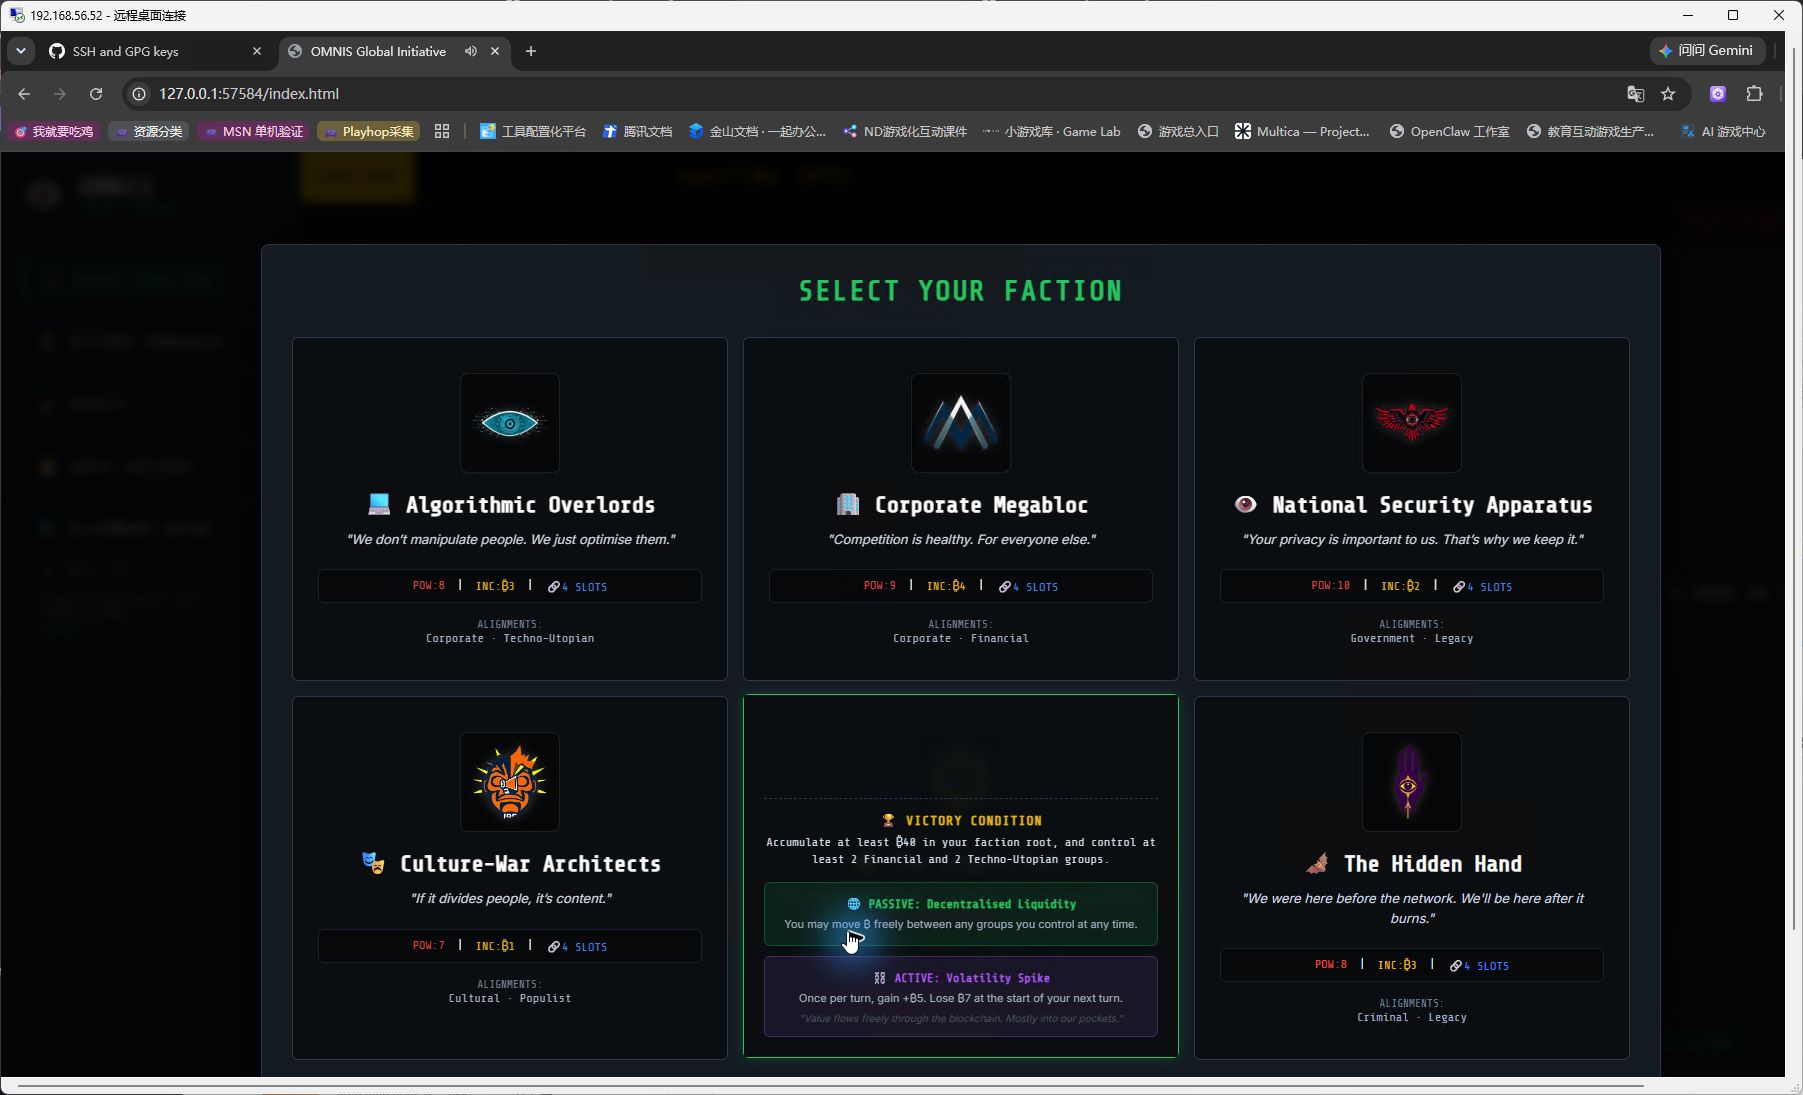 192.168.56.52 - 远程桌面连接
SSH and GPG keys
OMNIS Global Initiative
问问 Gemini
127.0.0.1:57584/index.html
我就要吃鸡
资源分类
MSN 单机验证
Playhop采集
工具配置化平台
腾讯文档
金山文档 · 一起办公...
ND游戏化互动课件
小游戏库 · Game Lab
游戏总入口
Multica — Project...
OpenClaw 工作室
教育互动游戏生产...
AI 游戏中心
SELECT YOUR FACTION
Algorithmic Overlords
"We don't manipulate people. We just optimise them."
POW:8 | INC:₿3 | 4 SLOTS
ALIGNMENTS:
Corporate · Techno-Utopian
Corporate Megabloc
"Competition is healthy. For everyone else."
POW:9 | INC:₿4 | 4 SLOTS
ALIGNMENTS:
Corporate · Financial
National Security Apparatus
"Your privacy is important to us. That's why we keep it."
POW:10 | INC:₿2 | 4 SLOTS
ALIGNMENTS:
Government · Legacy
Culture-War Architects
"If it divides people, it's content."
POW:7 | INC:₿1 | 4 SLOTS
ALIGNMENTS:
Cultural · Populist
VICTORY CONDITION
Accumulate at least ₿40 in your faction root, and control at
least 2 Financial and 2 Techno-Utopian groups.
PASSIVE: Decentralised Liquidity
You may move ₿ freely between any groups you control at any time.
ACTIVE: Volatility Spike
Once per turn, gain +₿5. Lose ₿7 at the start of your next turn.
"Value flows freely through the blockchain. Mostly into our pockets."
The Hidden Hand
"We were here before the network. We'll be here after it
burns."
POW:8 | INC:₿3 | 4 SLOTS
ALIGNMENTS:
Criminal · Legacy